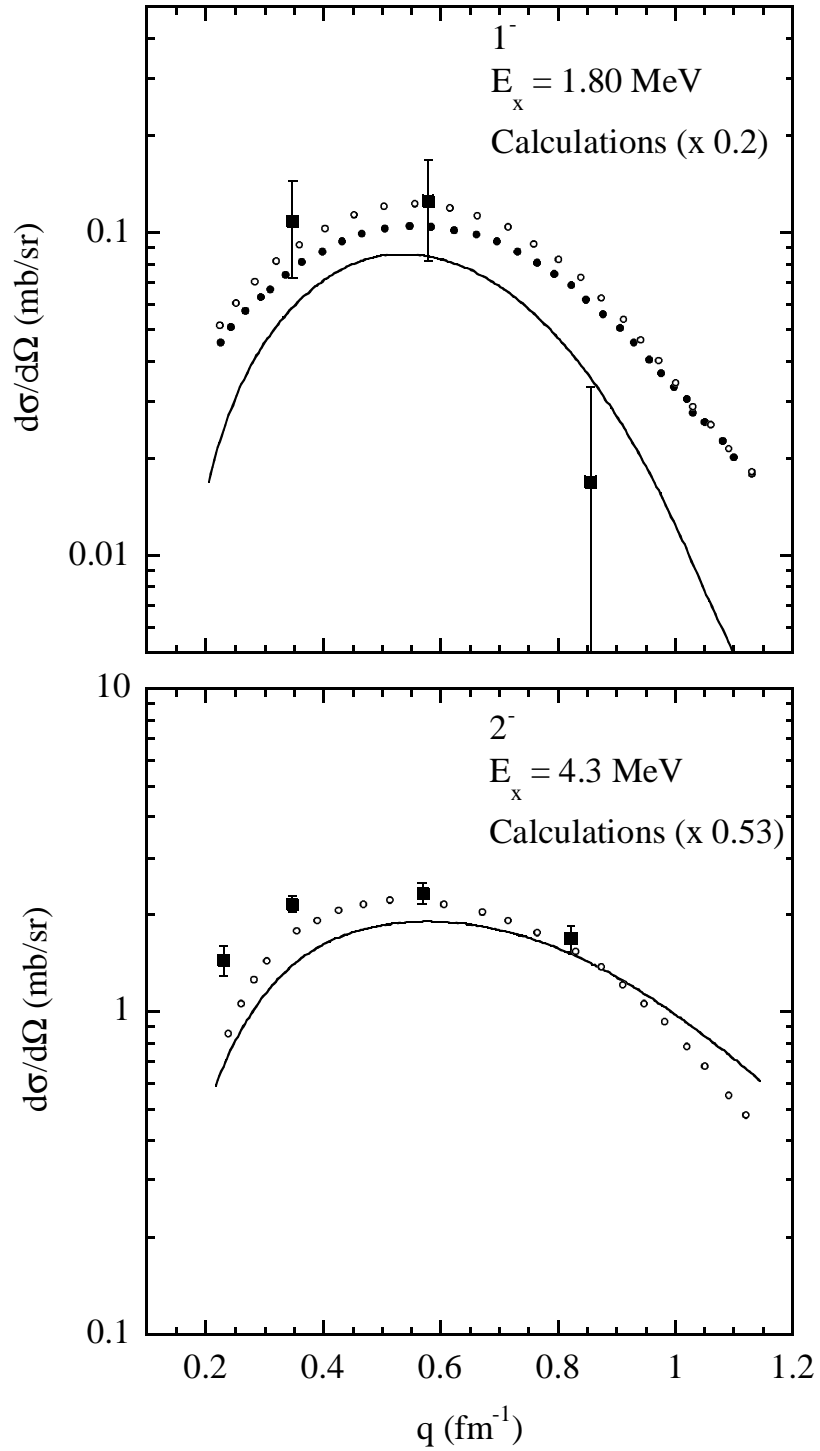 1⁻
Eₓ = 1.80 MeV
Calculations (x 0.2)
0.1
0.01
dσ/dΩ (mb/sr)
2⁻
Eₓ = 4.3 MeV
Calculations (x 0.53)
10
1
0.1
dσ/dΩ (mb/sr)
0.2 0.4 0.6 0.8 1 1.2
q (fm⁻¹)